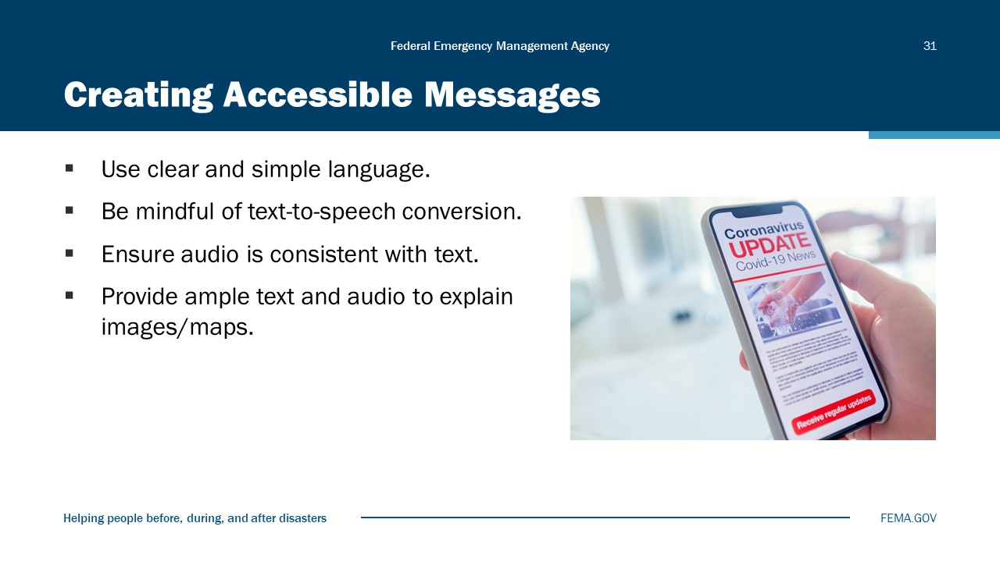 Federal Emergency Management Agency
31
Creating Accessible Messages
▪ Use clear and simple language.
▪ Be mindful of text-to-speech conversion.
▪ Ensure audio is consistent with text.
▪ Provide ample text and audio to explain
images/maps.
Coronavirus
UPDATE
Covid-19 News
Receive regular updates
Helping people before, during, and after disasters
FEMA.GOV